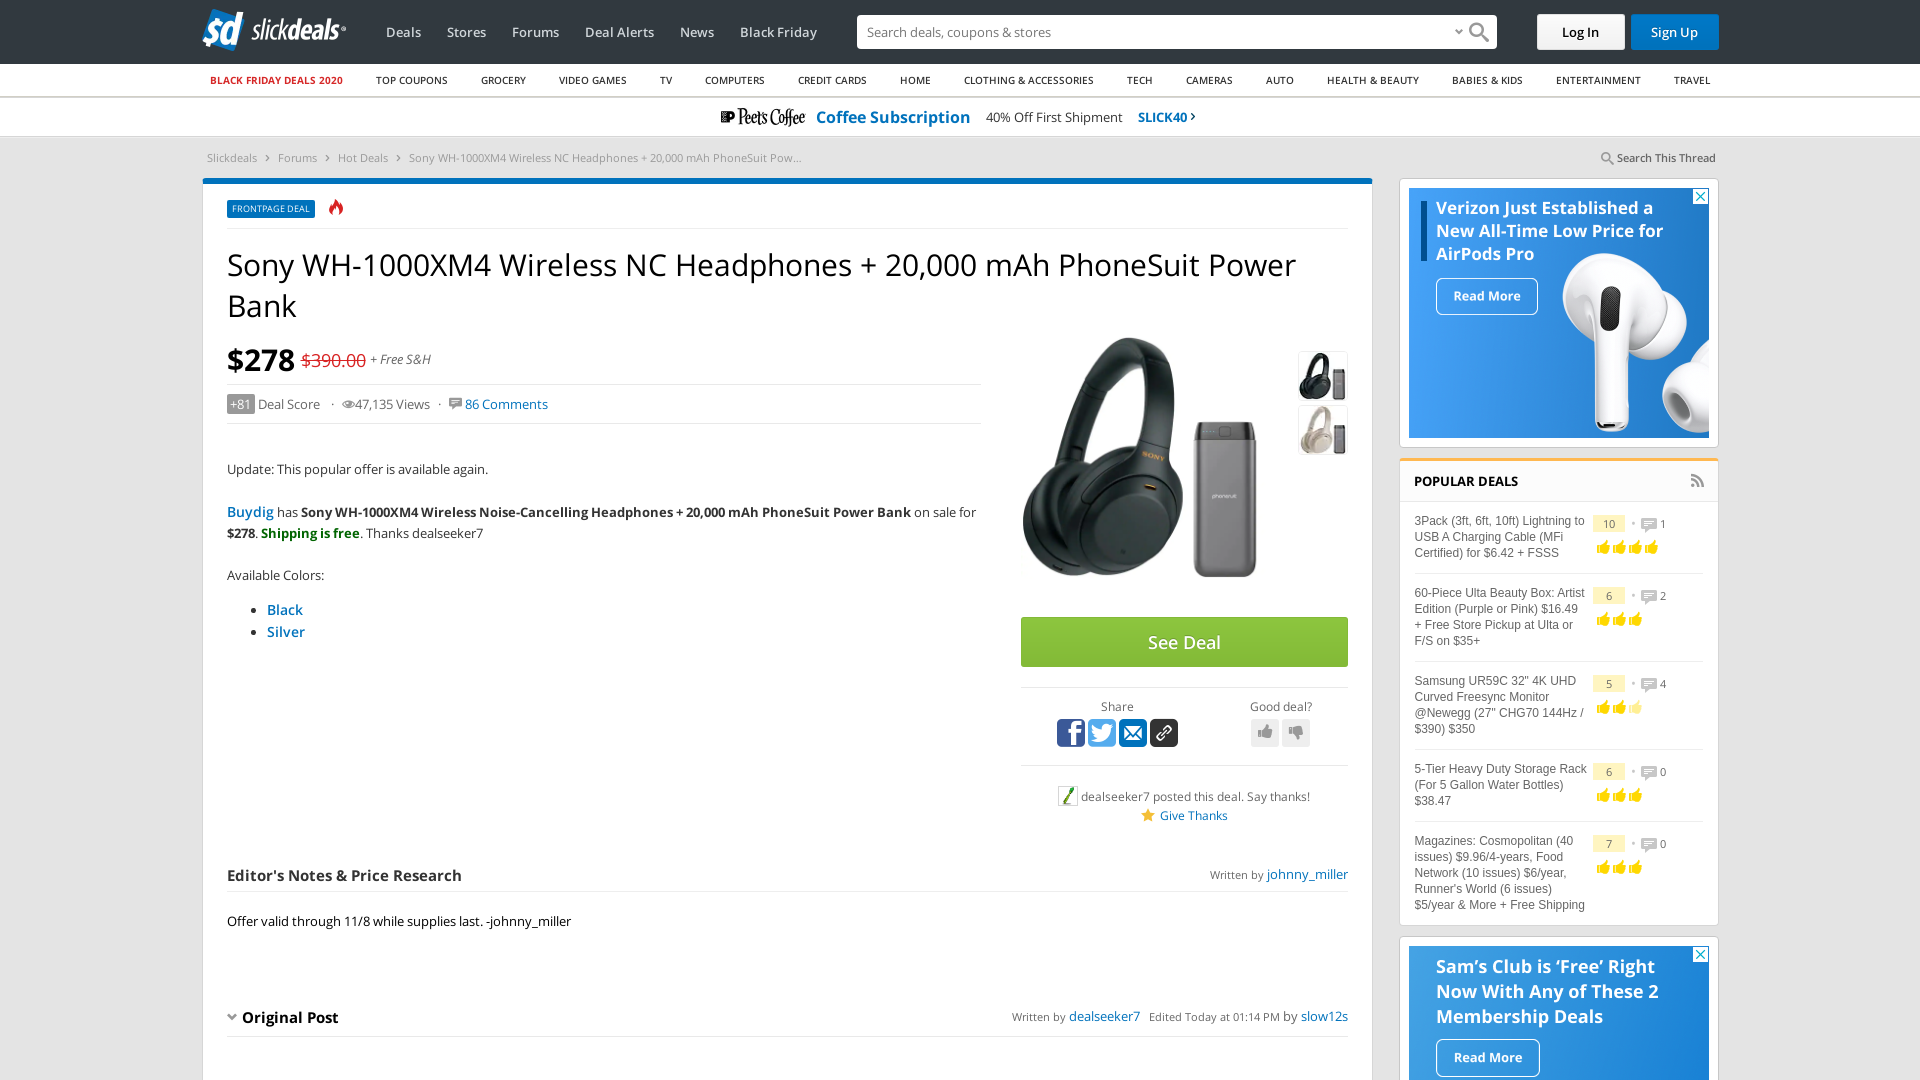 sd slickdeals
Deals
Stores
Forums
Deal Alerts
News
Black Friday
Search deals, coupons & stores
Log In
Sign Up
BLACK FRIDAY DEALS 2020
TOP COUPONS
GROCERY
VIDEO GAMES
TV
COMPUTERS
CREDIT CARDS
HOME
CLOTHING & ACCESSORIES
TECH
CAMERAS
AUTO
HEALTH & BEAUTY
BABIES & KIDS
ENTERTAINMENT
TRAVEL
Peet's Coffee Coffee Subscription 40% Off First Shipment SLICK40
Slickdeals > Forums > Hot Deals > Sony WH-1000XM4 Wireless NC Headphones + 20,000 mAh PhoneSuit Pow...
Search This Thread
FRONTPAGE DEAL
Sony WH-1000XM4 Wireless NC Headphones + 20,000 mAh PhoneSuit Power
Bank
$278 $390.00 + Free S&H
+81 Deal Score · 47,135 Views · 86 Comments
Update: This popular offer is available again.
Buydig has Sony WH-1000XM4 Wireless Noise-Cancelling Headphones + 20,000 mAh PhoneSuit Power Bank on sale for
$278. Shipping is free. Thanks dealseeker7
Available Colors:
• Black
• Silver
SONY
phonesuit
See Deal
Share
Good deal?
dealseeker7 posted this deal. Say thanks!
Give Thanks
Editor's Notes & Price Research
Written by johnny_miller
Offer valid through 11/8 while supplies last. -johnny_miller
Original Post
Written by dealseeker7 Edited Today at 01:14 PM by slow12s
Verizon Just Established a
New All-Time Low Price for
AirPods Pro
Read More
POPULAR DEALS
3Pack (3ft, 6ft, 10ft) Lightning to
USB A Charging Cable (MFi
Certified) for $6.42 + FSSS
10 • 1
60-Piece Ulta Beauty Box: Artist
Edition (Purple or Pink) $16.49
+ Free Store Pickup at Ulta or
F/S on $35+
6 • 2
Samsung UR59C 32" 4K UHD
Curved Freesync Monitor
@Newegg (27" CHG70 144Hz /
$390) $350
5 • 4
5-Tier Heavy Duty Storage Rack
(For 5 Gallon Water Bottles)
$38.47
6 • 0
Magazines: Cosmopolitan (40
issues) $9.96/4-years, Food
Network (10 issues) $6/year,
Runner's World (6 issues)
$5/year & More + Free Shipping
7 • 0
Sam's Club is 'Free' Right
Now With Any of These 2
Membership Deals
Read More